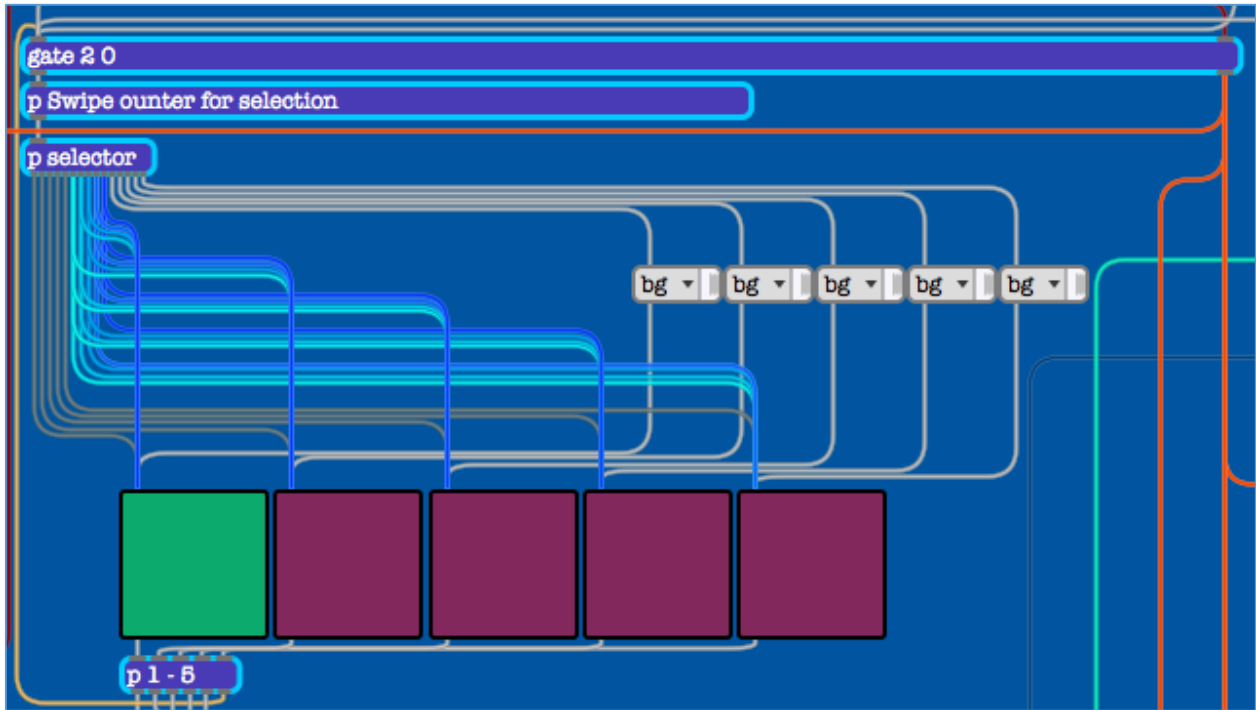 gate 2 0
p Swipe ounter for selection
p selector
bg bg bg bg bg
p 1 - 5